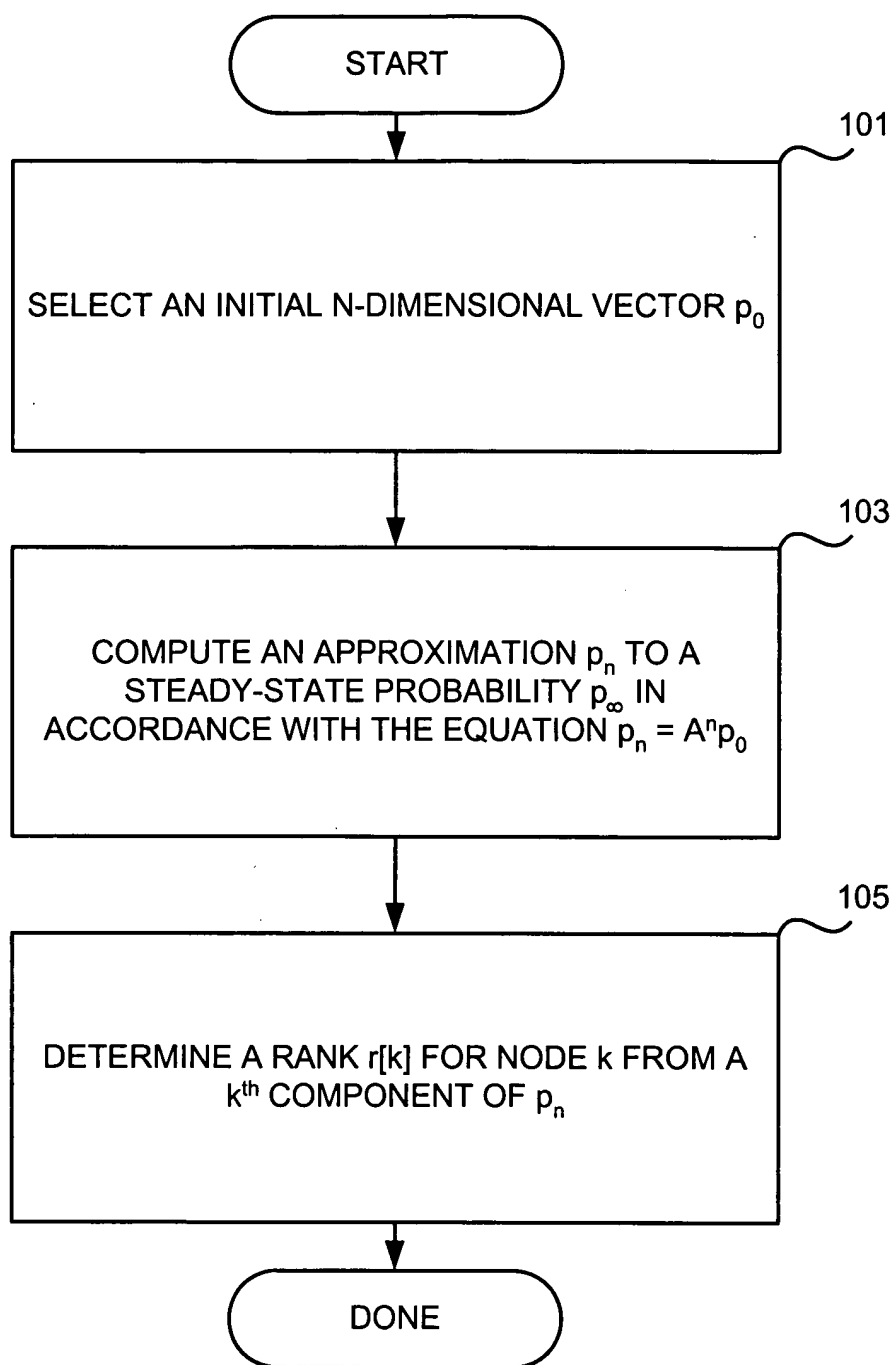 START
101
SELECT AN INITIAL N-DIMENSIONAL VECTOR p₀
103
COMPUTE AN APPROXIMATION pₙ TO A
STEADY-STATE PROBABILITY p∞ IN
ACCORDANCE WITH THE EQUATION pₙ = Aⁿp₀
105
DETERMINE A RANK r[k] FOR NODE k FROM A
kᵗʰ COMPONENT OF pₙ
DONE